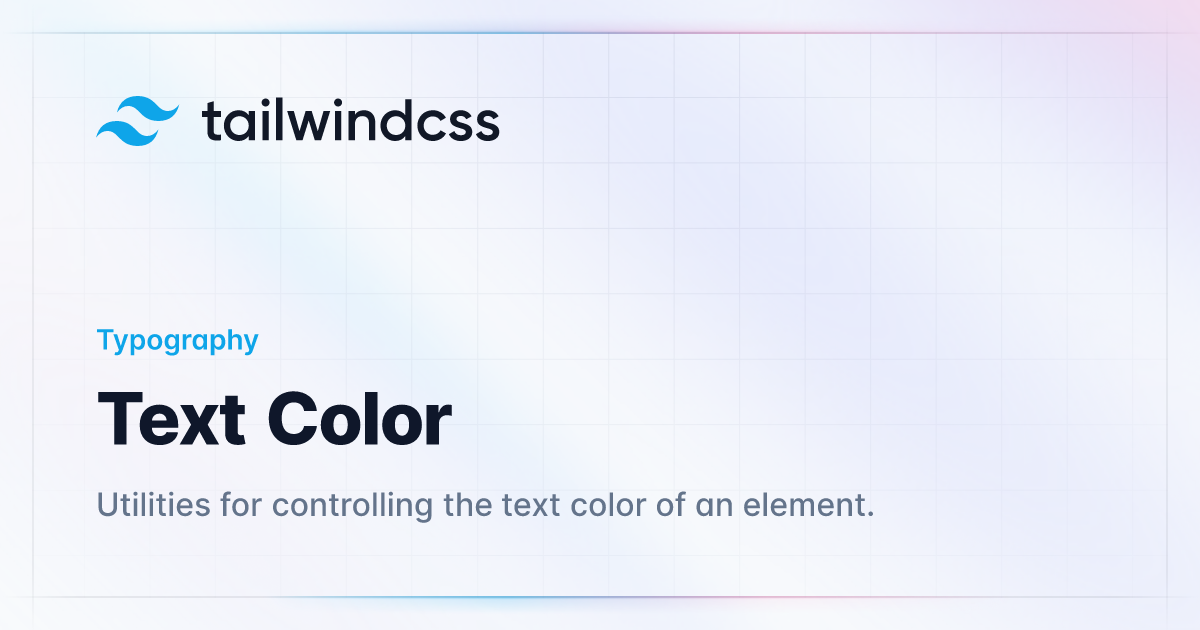 tailwindcss
Typography
Text Color
Utilities for controlling the text color of an element.